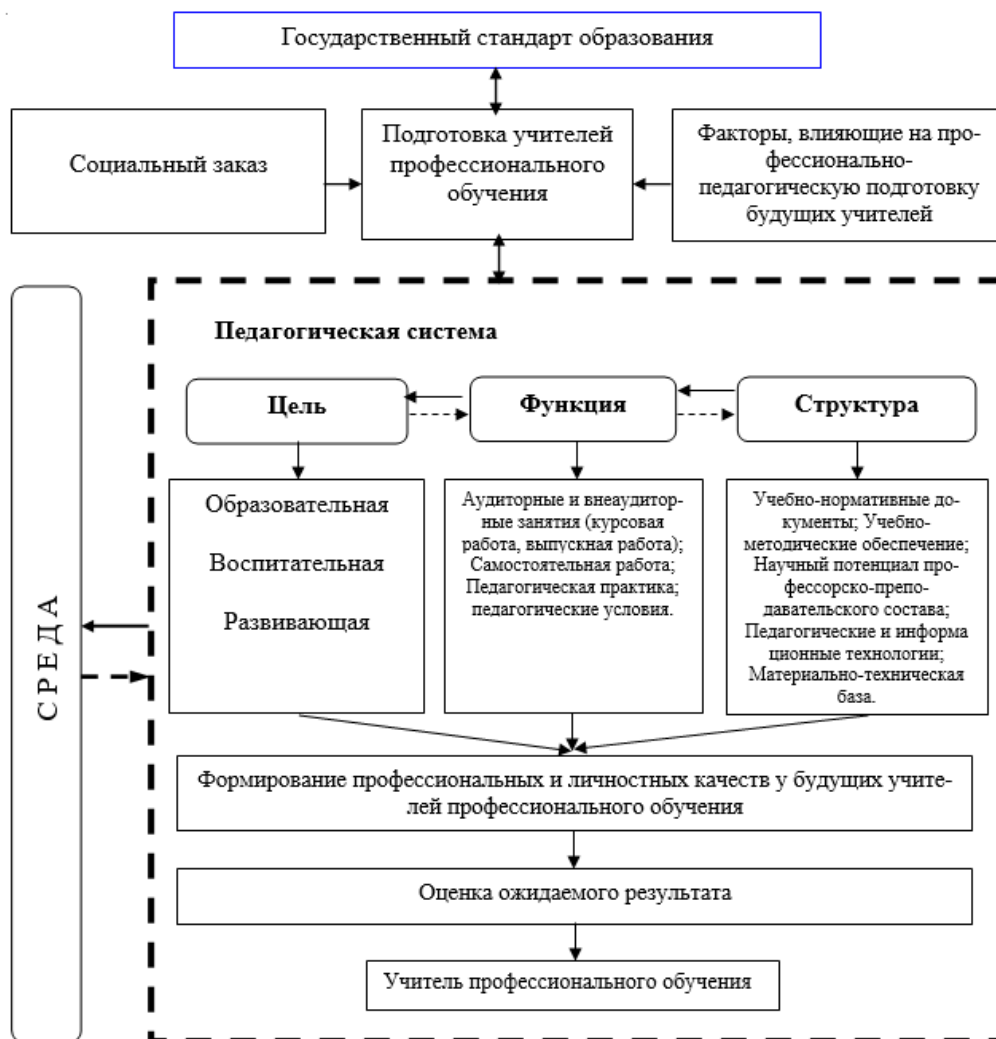 Государственный стандарт образования
Социальный заказ
Подготовка учителей
профессионального
обучения
Факторы, влияющие на про-
фессионально-
педагогическую подготовку
будущих учителей
СРЕДА
Педагогическая система
Цель
Функция
Структура
Образовательная
Воспитательная
Развивающая
Аудиторные и внеаудитор-
ные занятия (курсовая
работа, выпускная работа);
Самостоятельная работа;
Педагогическая практика;
педагогические условия.
Учебно-нормативные до-
кументы; Учебно-
методические обеспечение;
Научный потенциал про-
фессорско-препо-
давательского состава;
Педагогические и информа
ционные технологии;
Материально-техническая
база.
Формирование профессиональных и личностных качеств у будущих учите-
лей профессионального обучения
Оценка ожидаемого результата
Учитель профессионального обучения